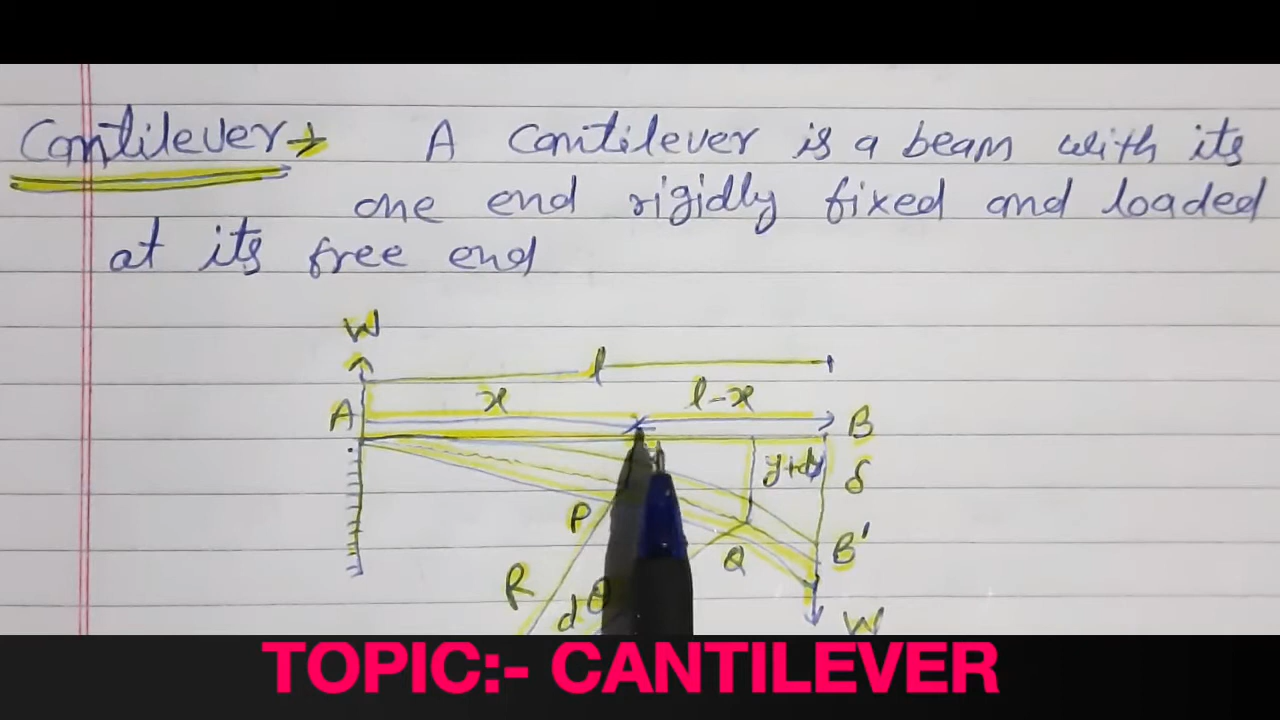 Cantilever → A Cantilever is a beam with its
one end rigidly fixed and loaded
at its free end
W
l
x l-x
A B
y+dy δ
P
Q B'
R
dθ
W
TOPIC:- CANTILEVER